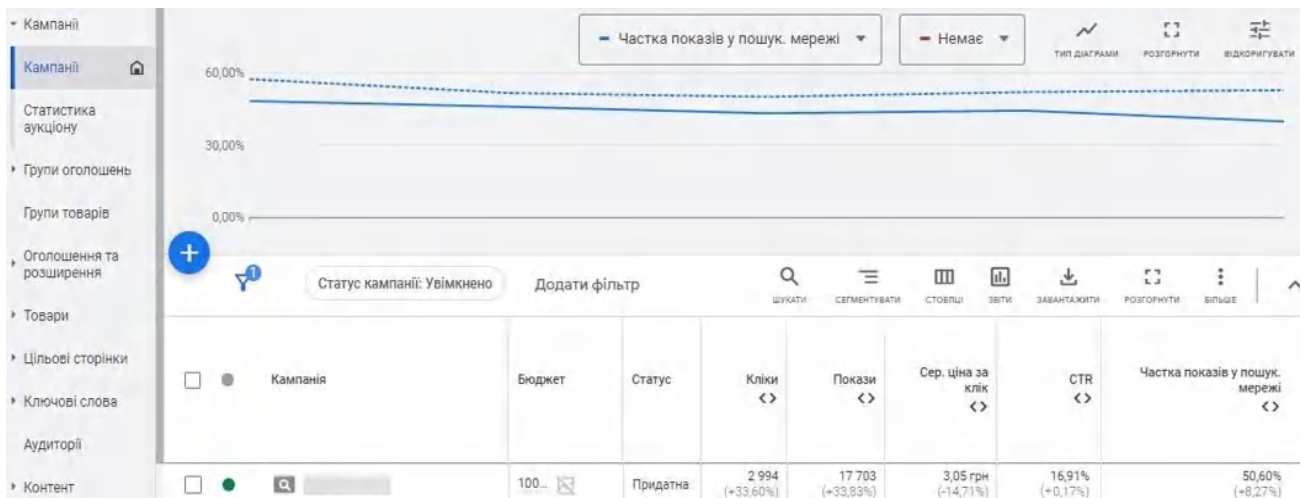 Кампанії
Кампанії
Статистика
аукціону
Групи оголошень
Групи товарів
Оголошення та
розширення
Товари
Цільові сторінки
Ключові слова
Аудиторії
Контент
Частка показів у пошук. мережі
Немає
ТИП ДІАГРАМИ
РОЗГОРНУТИ
ВІДКОРИГУВАТИ
60,00%
30,00%
0,00%
1
Статус кампанії: Увімкнено
Додати фільтр
ШУКАТИ
СЕГМЕНТУВАТИ
СТОВПЦІ
ЗВІТИ
ЗАВАНТАЖИТИ
РОЗГОРНУТИ
БІЛЬШЕ
Кампанія
Бюджет
Статус
Кліки
Покази
Сер. ціна за
клік
CTR
Частка показів у пошук.
мережі
100...
Придатна
2 994
(+33,60%)
17 703
(+33,83%)
3,05 грн
(-14,71%)
16,91%
(+0,17%)
50,60%
(+8,27%)